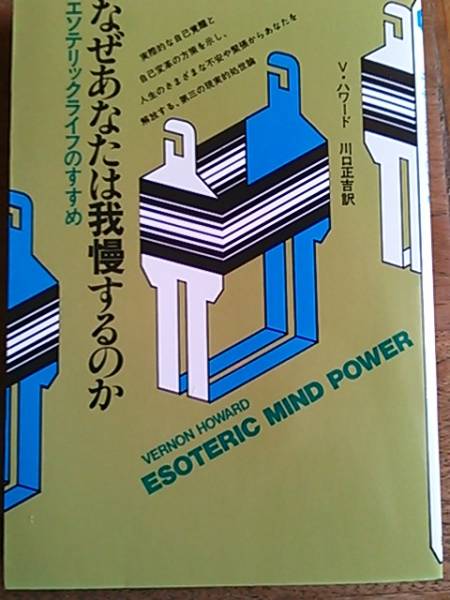 なぜあなたは我慢するのか
エソテリックライフのすすめ
実際的な自己覚醒と
自己変革の方策を示し、
人生のさまざまな不安や緊張からあなたを
解放する、第三の現実的処世論
V・ハワード 川口正吉訳
VERNON HOWARD
ESOTERIC MIND POWER